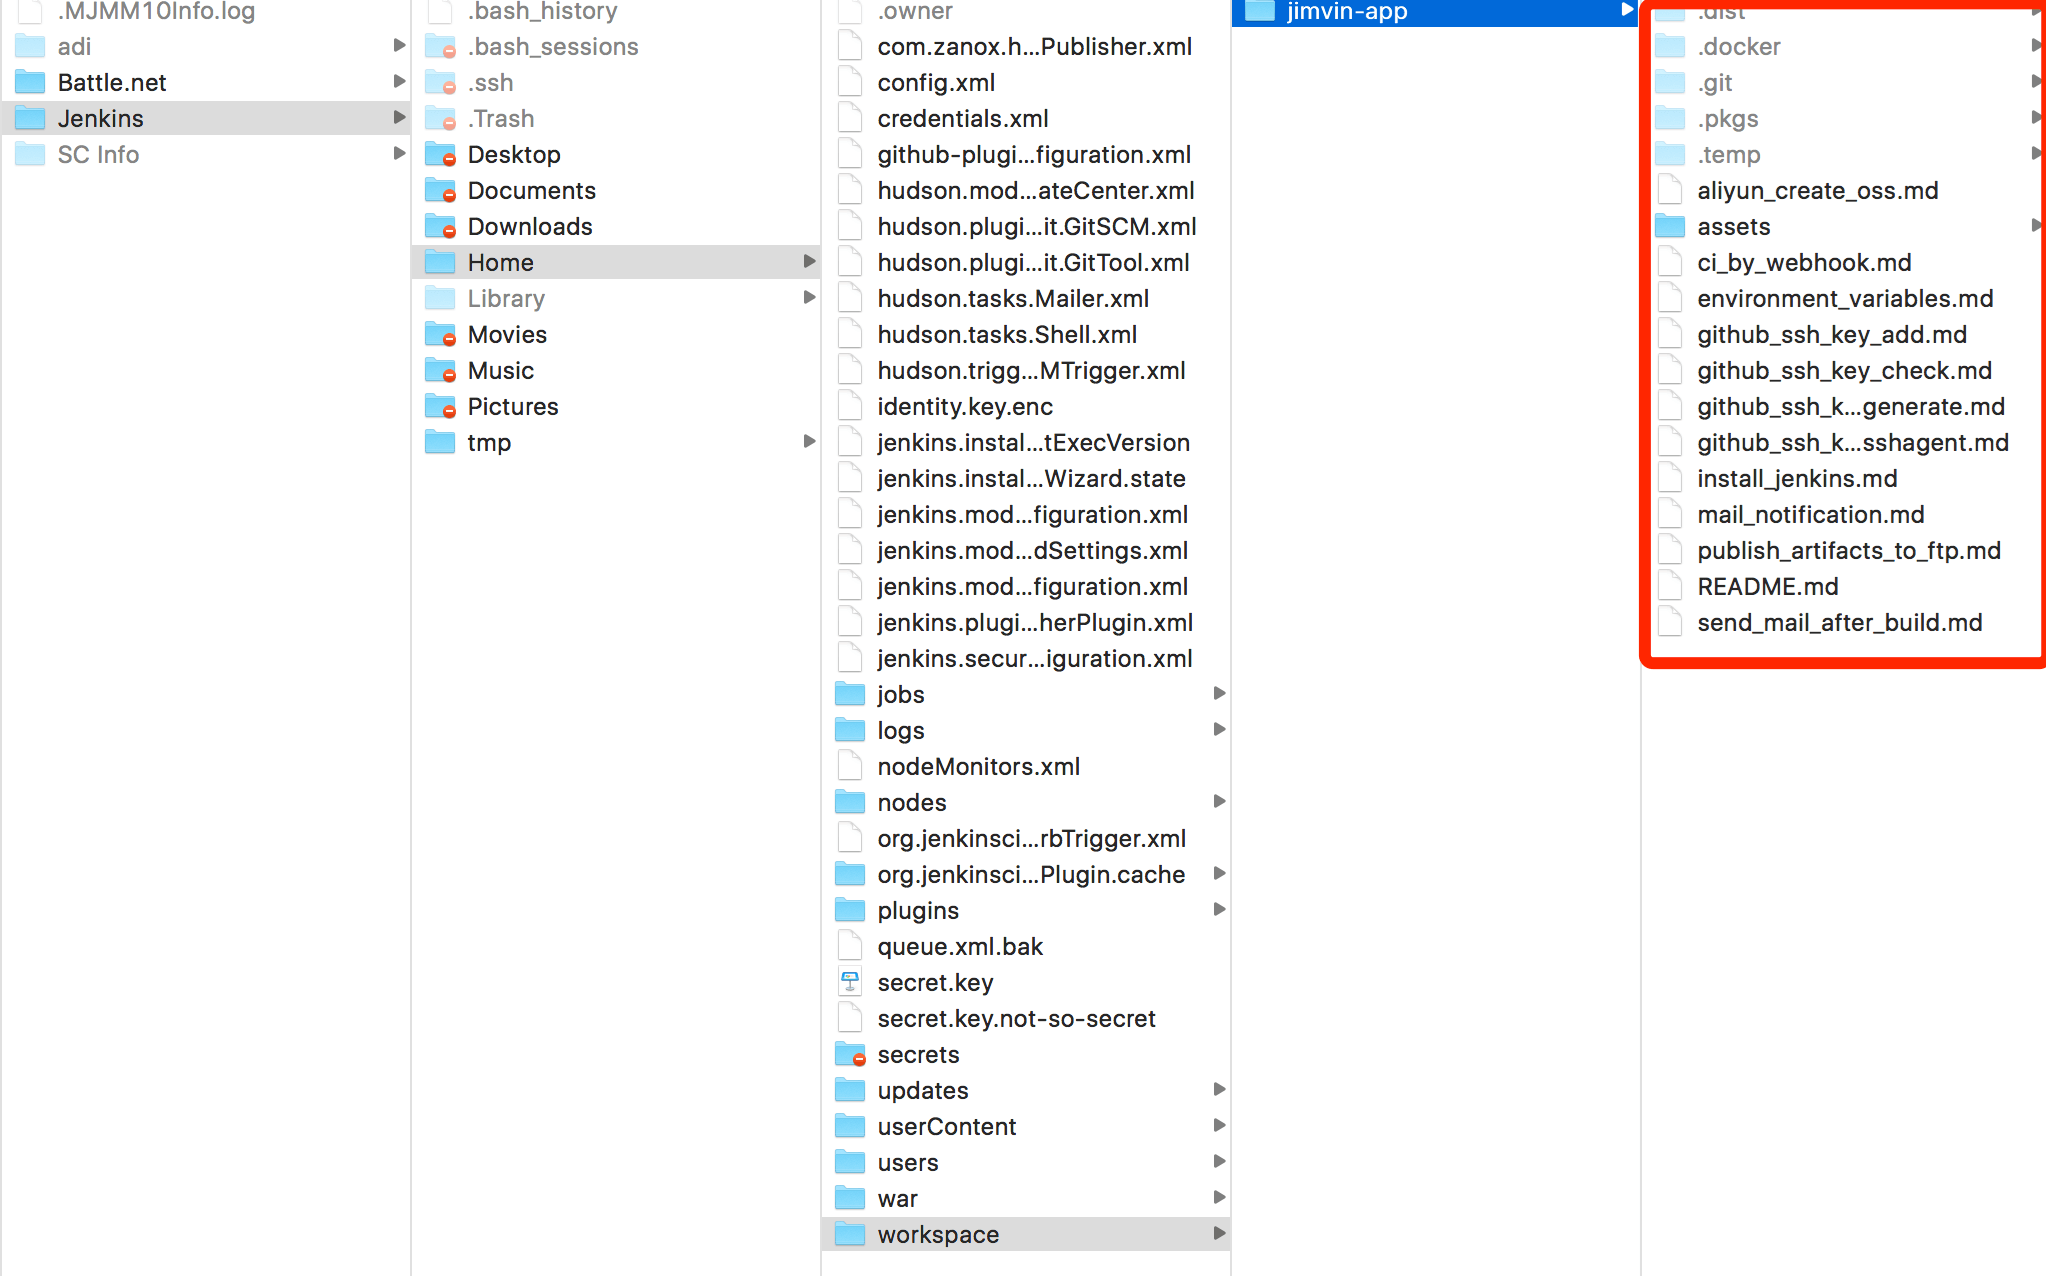 .MJMM10Info.log
adi
Battle.net
Jenkins
SC Info
.bash_history
.bash_sessions
.ssh
.Trash
Desktop
Documents
Downloads
Home
Library
Movies
Music
Pictures
tmp
.owner
com.zanox.h...Publisher.xml
config.xml
credentials.xml
github-plugi...figuration.xml
hudson.mod...ateCenter.xml
hudson.plugi...it.GitSCM.xml
hudson.plugi...it.GitTool.xml
hudson.tasks.Mailer.xml
hudson.tasks.Shell.xml
hudson.trigg...MTrigger.xml
identity.key.enc
jenkins.instal...tExecVersion
jenkins.instal...Wizard.state
jenkins.mod...figuration.xml
jenkins.mod...dSettings.xml
jenkins.mod...figuration.xml
jenkins.plugi...herPlugin.xml
jenkins.secur...iguration.xml
jobs
logs
nodeMonitors.xml
nodes
org.jenkinsci...rbTrigger.xml
org.jenkinsci...Plugin.cache
plugins
queue.xml.bak
secret.key
secret.key.not-so-secret
secrets
updates
userContent
users
war
workspace
jimvin-app
.dist
.docker
.git
.pkgs
.temp
aliyun_create_oss.md
assets
ci_by_webhook.md
environment_variables.md
github_ssh_key_add.md
github_ssh_key_check.md
github_ssh_k...generate.md
github_ssh_k...sshagent.md
install_jenkins.md
mail_notification.md
publish_artifacts_to_ftp.md
README.md
send_mail_after_build.md